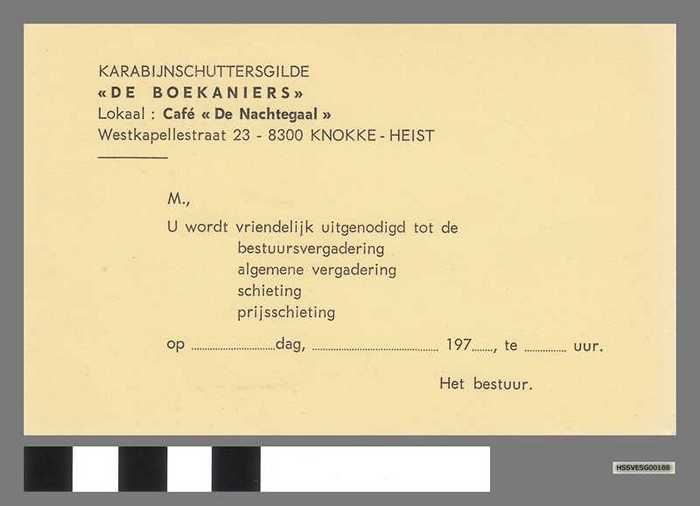 KARABIJNSCHUTTERSGILDE
«DE BOEKANIERS»
Lokaal : Café « De Nachtegaal »
Westkapellestraat 23 - 8300 KNOKKE - HEIST
M.,
U wordt vriendelijk uitgenodigd tot de
bestuursvergadering
algemene vergadering
schieting
prijsschieting
op ........................dag, .................................... 197......, te ............ uur.
Het bestuur.
HSSVESG00188